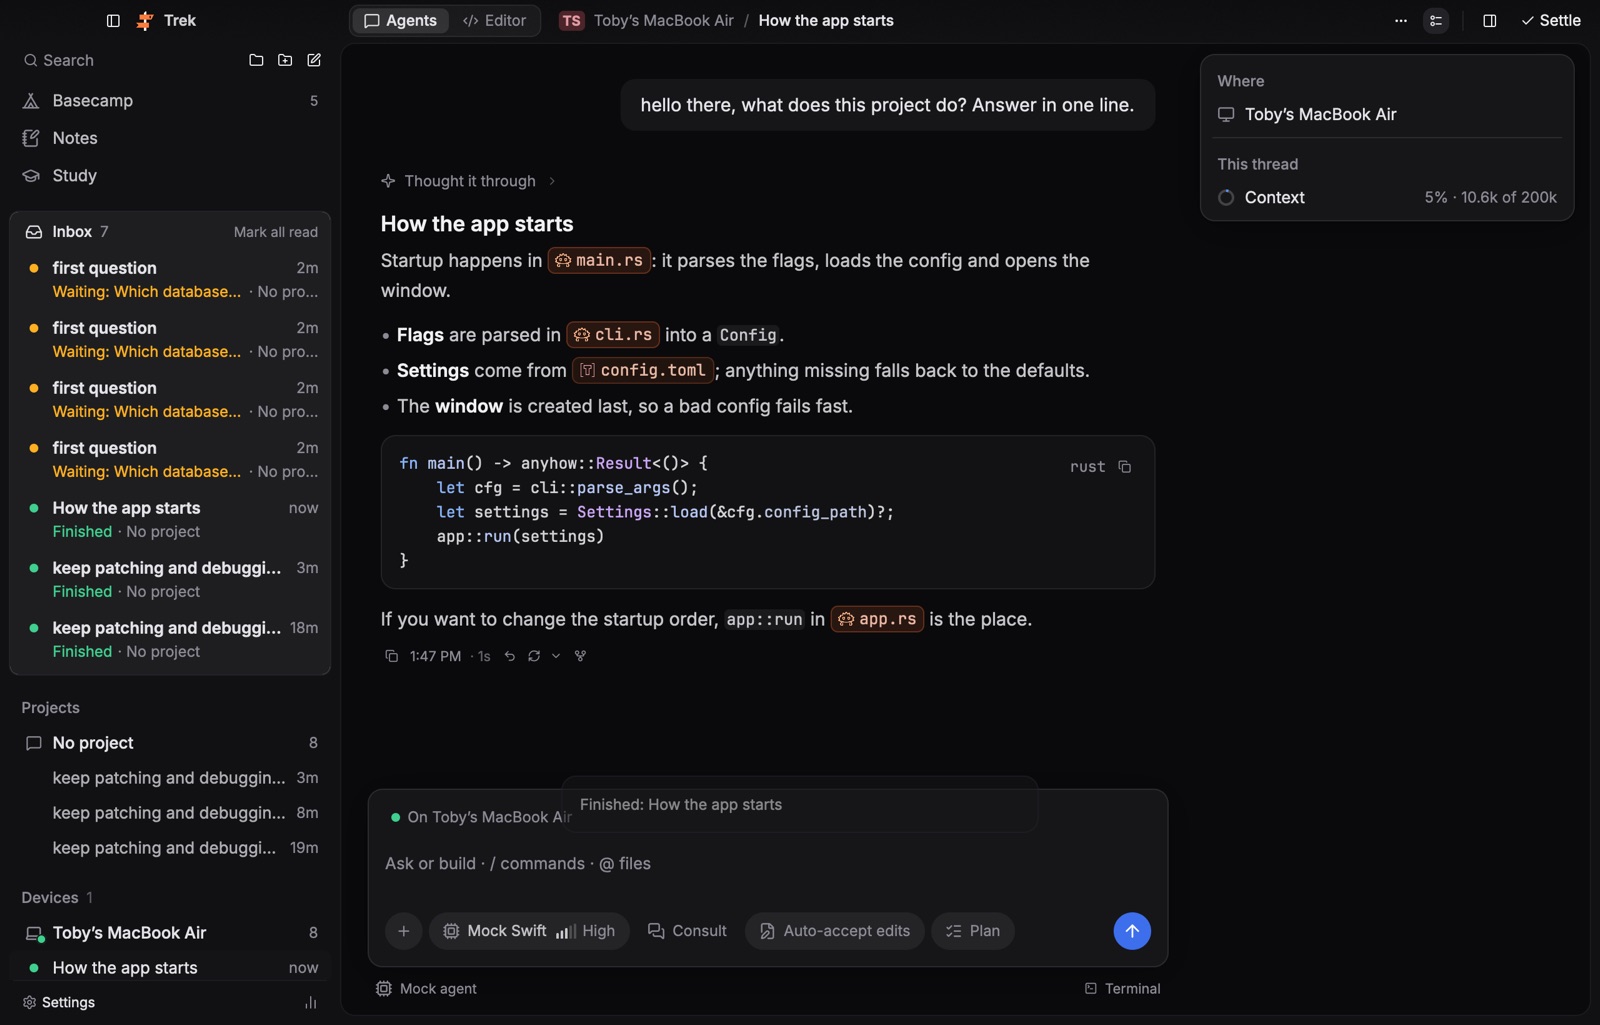 Trek
Agents
Editor
TS Toby's MacBook Air / How the app starts
Settle
Search
Basecamp 5
Notes
Study
Inbox 7 Mark all read
first question 2m
Waiting: Which database... · No pro...
first question 2m
Waiting: Which database... · No pro...
first question 2m
Waiting: Which database... · No pro...
first question 2m
Waiting: Which database... · No pro...
How the app starts now
Finished · No project
keep patching and debuggi... 3m
Finished · No project
keep patching and debuggi... 18m
Finished · No project
Projects
No project 8
keep patching and debuggin... 3m
keep patching and debuggin... 8m
keep patching and debuggi... 19m
Devices 1
Toby's MacBook Air 8
How the app starts now
Settings
hello there, what does this project do? Answer in one line.
Thought it through
How the app starts
Startup happens in main.rs: it parses the flags, loads the config and opens the
window.
• Flags are parsed in cli.rs into a Config.
• Settings come from config.toml; anything missing falls back to the defaults.
• The window is created last, so a bad config fails fast.
rust
fn main() -> anyhow::Result<()> {
    let cfg = cli::parse_args();
    let settings = Settings::load(&cfg.config_path)?;
    app::run(settings)
}
If you want to change the startup order, app::run in app.rs is the place.
1:47 PM · 1s
Finished: How the app starts
On Toby's MacBook Air
Ask or build · / commands · @ files
Mock Swift High
Consult
Auto-accept edits
Plan
Mock agent
Terminal
Where
Toby's MacBook Air
This thread
Context 5% · 10.6k of 200k